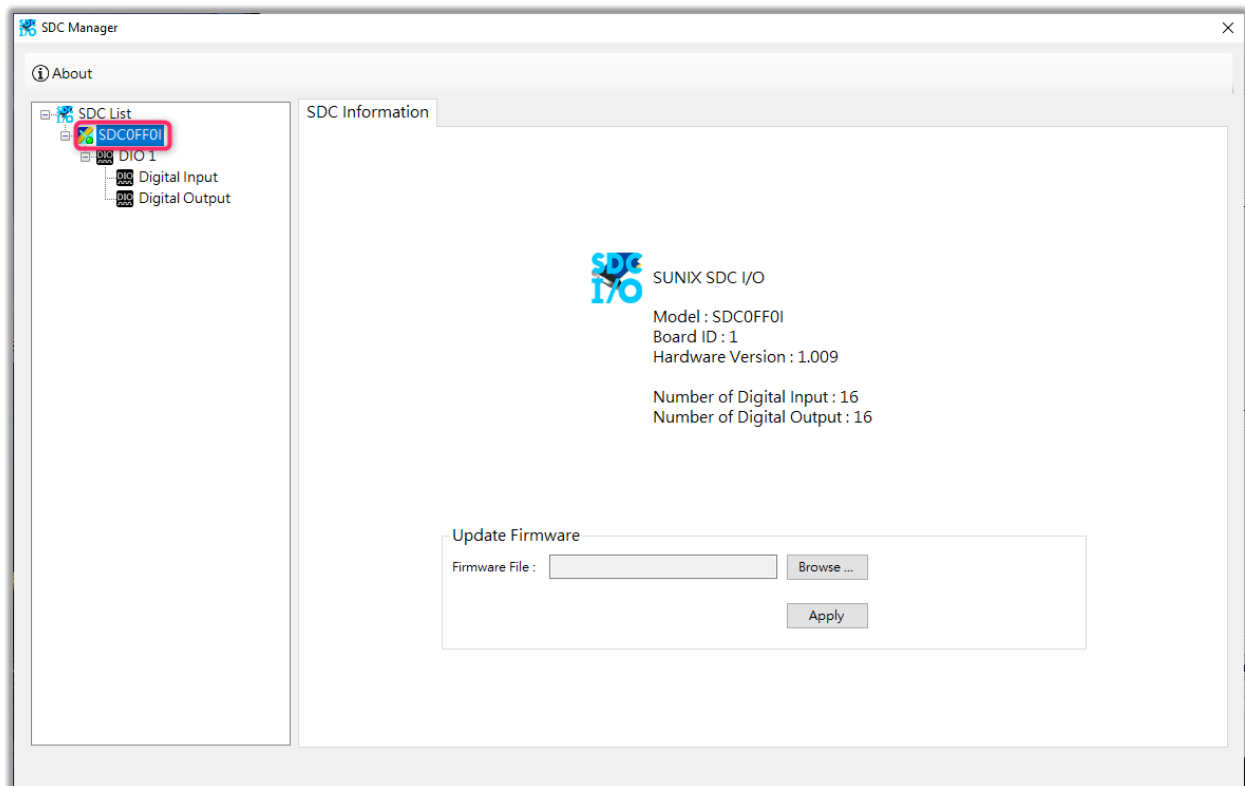 SDC Manager
About
SDC List
SDC0FF0I
DIO 1
Digital Input
Digital Output
SDC Information
SDC
I/O
SUNIX SDC I/O
Model : SDC0FF0I
Board ID : 1
Hardware Version : 1.009
Number of Digital Input : 16
Number of Digital Output : 16
Update Firmware
Firmware File :
Browse ...
Apply